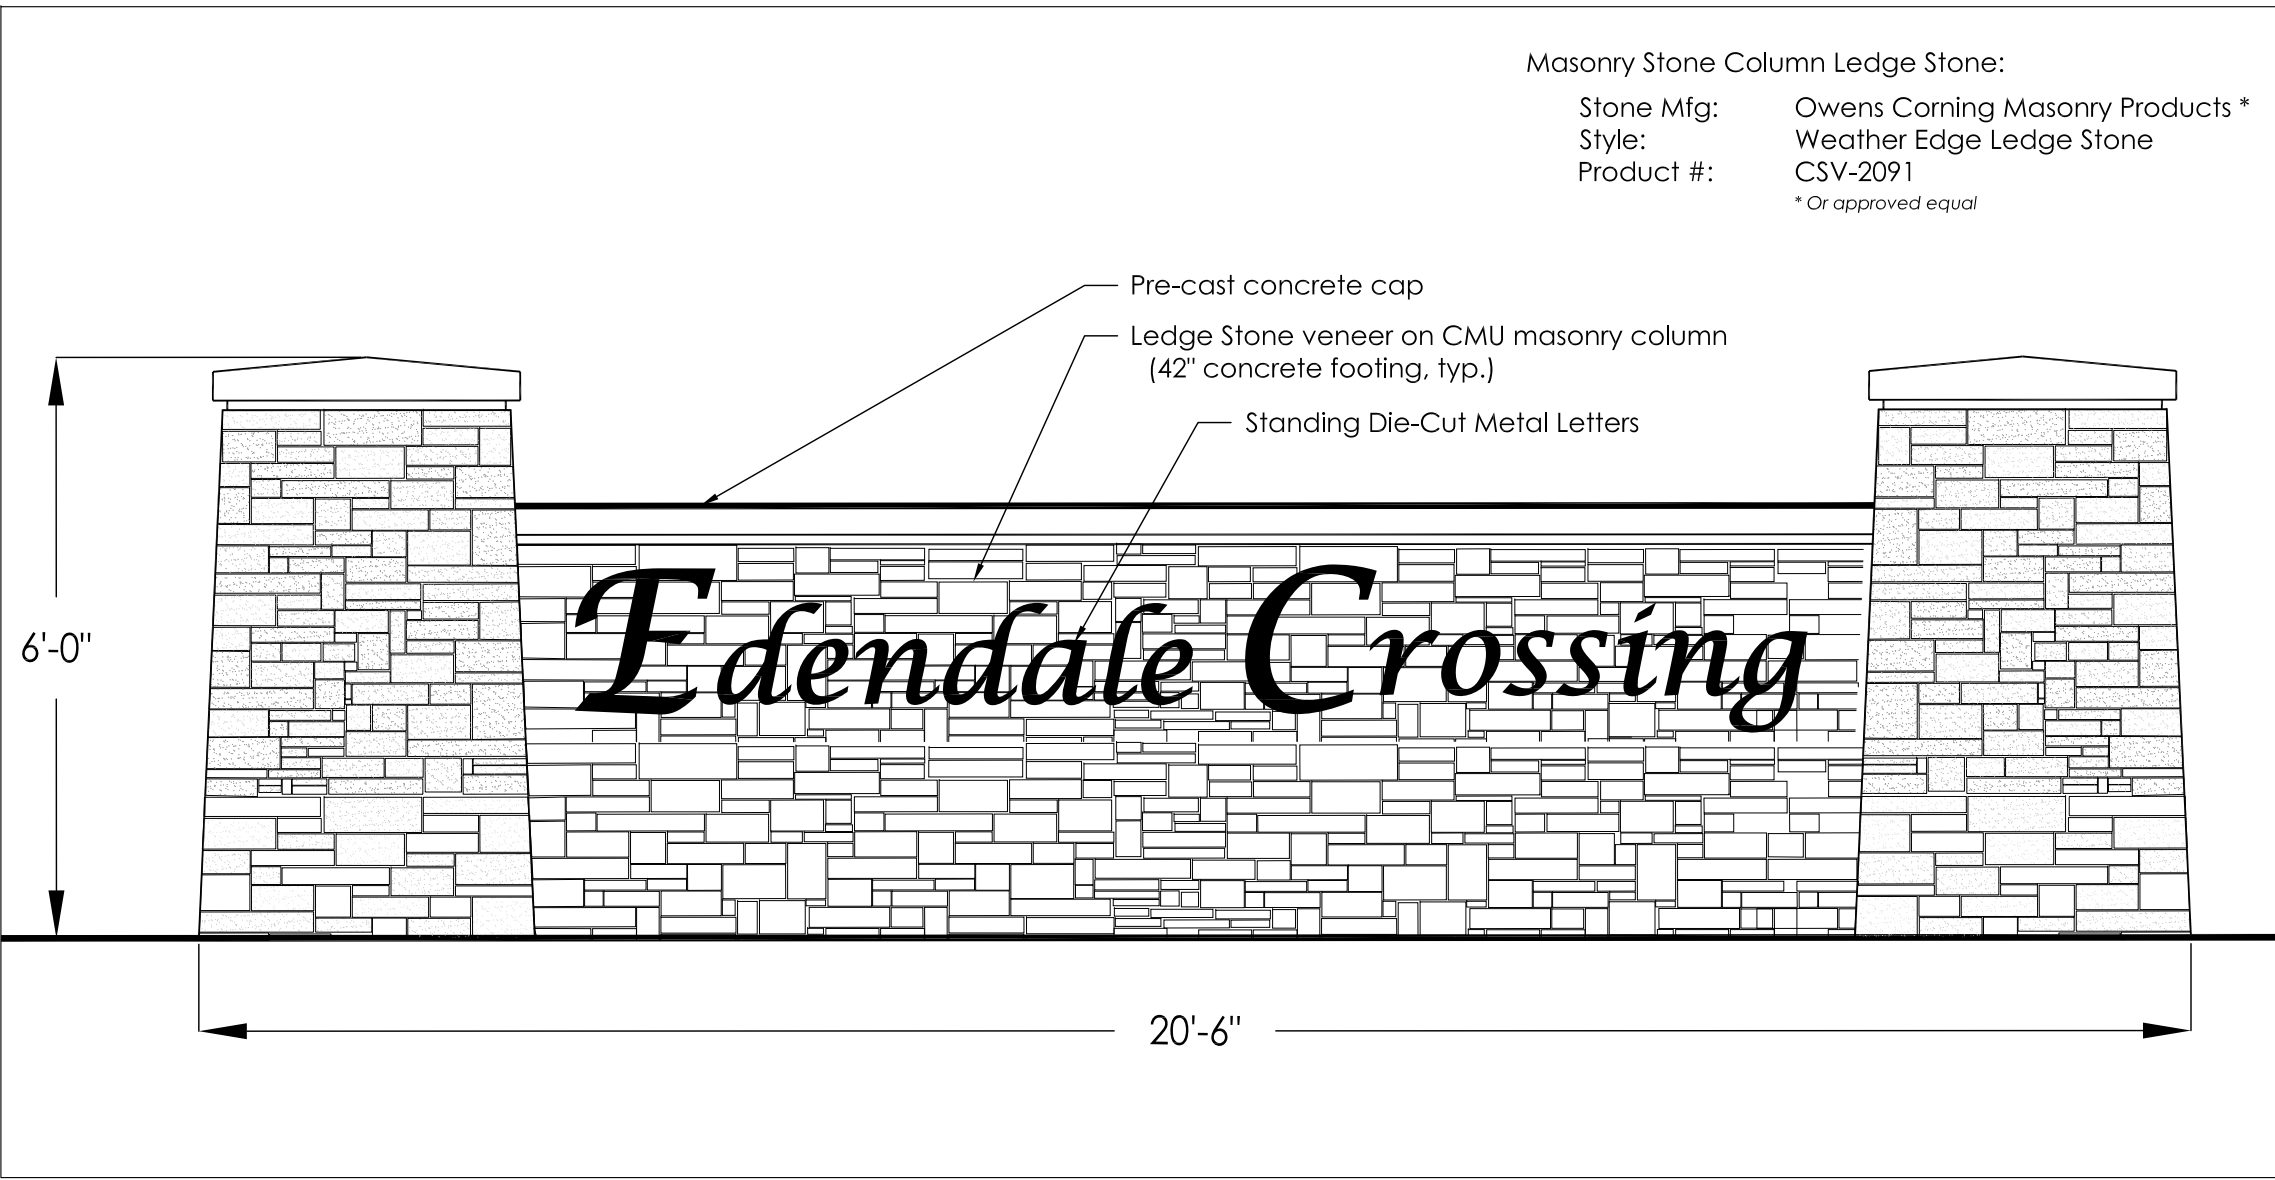 Masonry Stone Column Ledge Stone:
Stone Mfg: Owens Corning Masonry Products *
Style: Weather Edge Ledge Stone
Product #: CSV-2091
* Or approved equal
Pre-cast concrete cap
Ledge Stone veneer on CMU masonry column
(42" concrete footing, typ.)
Standing Die-Cut Metal Letters
6'-0"
Edendale Crossing
20'-6"